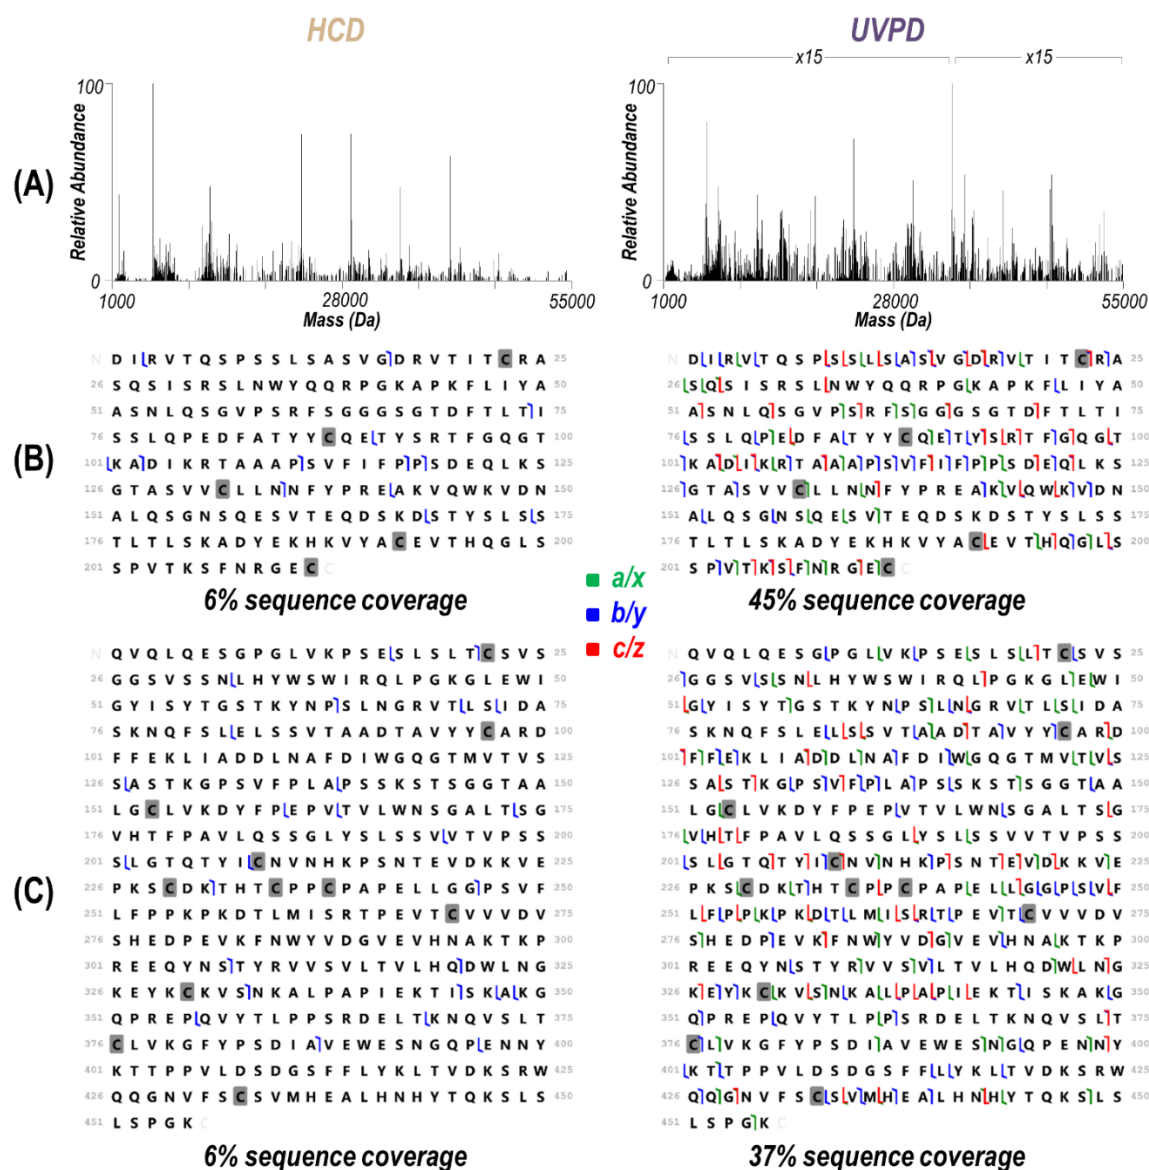 HCD
UVPD
x15
x15
(A)
100
0
Relative Abundance
1000
28000
55000
Mass (Da)
100
0
Relative Abundance
1000
28000
55000
Mass (Da)
(B)
N D I R V T Q S P S S L S A S V G D R V T I T C R A 25
26 S Q S I S R S L N W Y Q Q R P G K A P K F L I Y A 50
51 A S N L Q S G V P S R F S G G G S G T D F T L T I 75
76 S S L Q P E D F A T Y Y C Q E T Y S R T F G Q G T 100
101 K A D I K R T A A A P S V F I F P P S D E Q L K S 125
126 G T A S V V C L L N N F Y P R E A K V Q W K V D N 150
151 A L Q S G N S Q E S V T E Q D S K D S T Y S L S S 175
176 T L T L S K A D Y E K H K V Y A C E V T H Q G L S 200
201 S P V T K S F N R G E C C
6% sequence coverage
N D I R V T Q S P S S L S A S V G D R V T I T C R A 25
26 S Q S I S R S L N W Y Q Q R P G K A P K F L I Y A 50
51 A S N L Q S G V P S R F S G G G S G T D F T L T I 75
76 S S L Q P E D F A T Y Y C Q E T Y S R T F G Q G T 100
101 K A D I K R T A A A P S V F I F P P S D E Q L K S 125
126 G T A S V V C L L N N F Y P R E A K V Q W K V D N 150
151 A L Q S G N S Q E S V T E Q D S K D S T Y S L S S 175
176 T L T L S K A D Y E K H K V Y A C E V T H Q G L S 200
201 S P V T K S F N R G E C C
45% sequence coverage
a/x
b/y
c/z
(C)
N Q V Q L Q E S G P G L V K P S E S L S L T C S V S 25
26 G G S V S S N L H Y W S W I R Q L P G K G L E W I 50
51 G Y I S Y T G S T K Y N P S L N G R V T L S I D A 75
76 S K N Q F S L E L S S V T A A D T A V Y Y C A R D 100
101 F F E K L I A D D L N A F D I W G Q G T M V T V S 125
126 S A S T K G P S V F P L A P S S K S T S G G T A A 150
151 L G C L V K D Y F P E P V T V L W N S G A L T S G 175
176 V H T F P A V L Q S S G L Y S L S S V V T V P S S 200
201 S L G T Q T Y I C N V N H K P S N T E V D K K V E 225
226 P K S C D K T H T C P P C P A P E L L G G P S V F 250
251 L F P P K P K D T L M I S R T P E V T C V V V D V 275
276 S H E D P E V K F N W Y V D G V E V H N A K T K P 300
301 R E E Q Y N S T Y R V V S V L T V L H Q D W L N G 325
326 K E Y K C K V S N K A L P A P I E K T I S K A K G 350
351 Q P R E P Q V Y T L P P S R D E L T K N Q V S L T 375
376 C L V K G F Y P S D I A V E W E S N G Q P E N N Y 400
401 K T T P P V L D S D G S F F L Y K L T V D K S R W 425
426 Q Q G N V F S C S V M H E A L H N H Y T Q K S L S 450
451 L S P G K C
6% sequence coverage
N Q V Q L Q E S G P G L V K P S E S L S L T C S V S 25
26 G G S V S S N L H Y W S W I R Q L P G K G L E W I 50
51 G Y I S Y T G S T K Y N P S L N G R V T L S I D A 75
76 S K N Q F S L E L S S V T A A D T A V Y Y C A R D 100
101 F F E K L I A D D L N A F D I W G Q G T M V T V S 125
126 S A S T K G P S V F P L A P S S K S T S G G T A A 150
151 L G C L V K D Y F P E P V T V L W N S G A L T S G 175
176 V H T F P A V L Q S S G L Y S L S S V V T V P S S 200
201 S L G T Q T Y I C N V N H K P S N T E V D K K V E 225
226 P K S C D K T H T C P P C P A P E L L G G P S V F 250
251 L F P P K P K D T L M I S R T P E V T C V V V D V 275
276 S H E D P E V K F N W Y V D G V E V H N A K T K P 300
301 R E E Q Y N S T Y R V V S V L T V L H Q D W L N G 325
326 K E Y K C K V S N K A L P A P I E K T I S K A K G 350
351 Q P R E P Q V Y T L P P S R D E L T K N Q V S L T 375
376 C L V K G F Y P S D I A V E W E S N G Q P E N N Y 400
401 K T T P P V L D S D G S F F L Y K L T V D K S R W 425
426 Q Q G N V F S C S V M H E A L H N H Y T Q K S L S 450
451 L S P G K C
37% sequence coverage